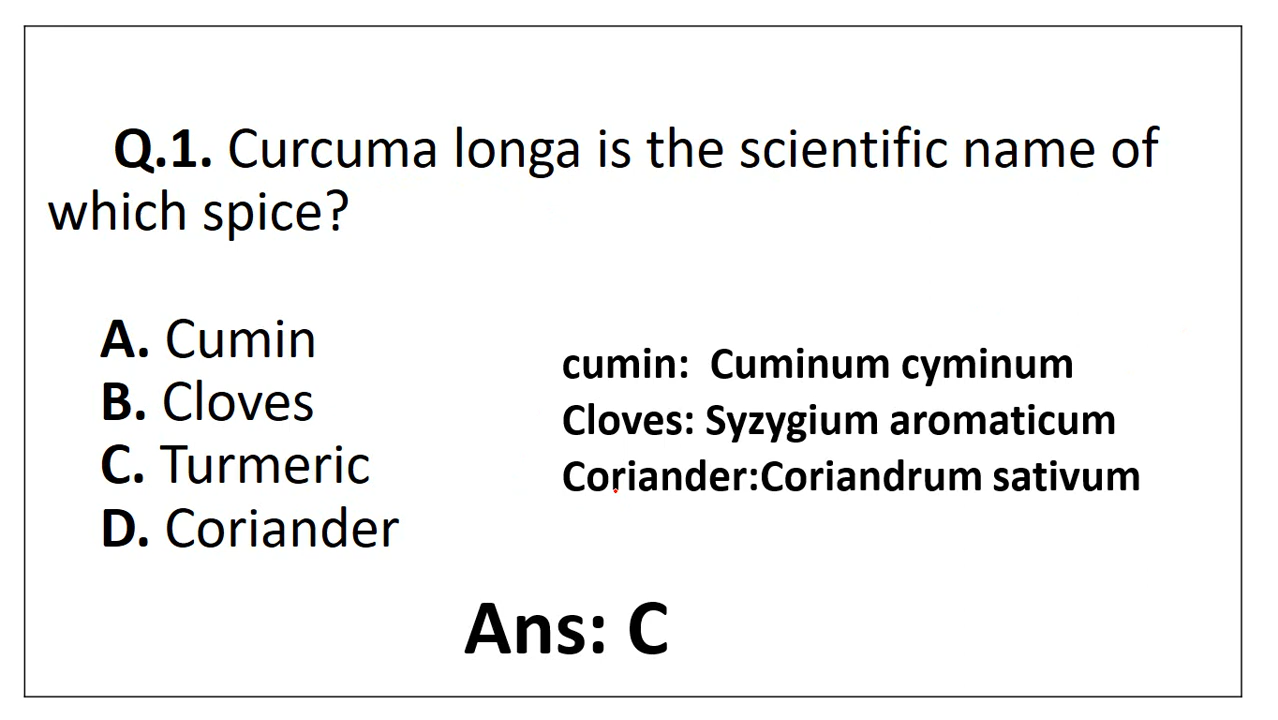 Q.1. Curcuma longa is the scientific name of
which spice?
A. Cumin
B. Cloves
C. Turmeric
D. Coriander
cumin:  Cuminum cyminum
Cloves: Syzygium aromaticum
Coriander:Coriandrum sativum
Ans: C